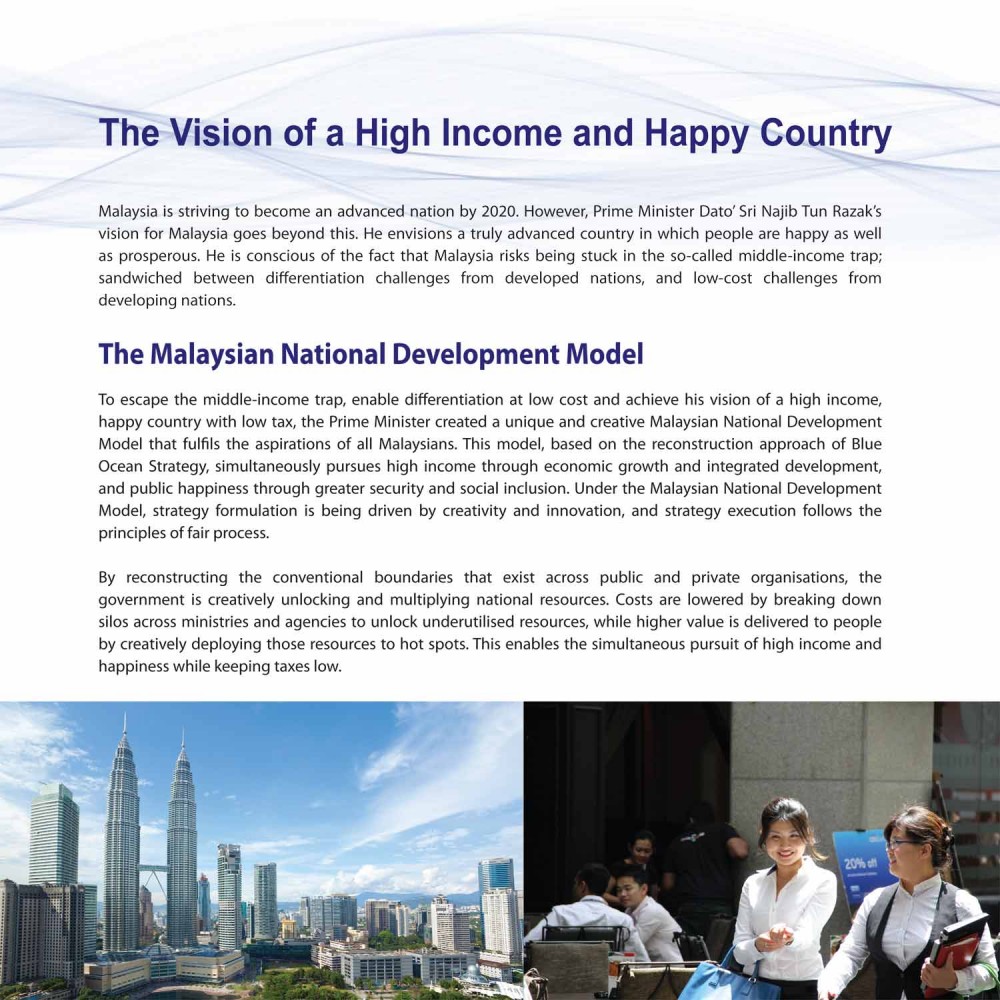 The Vision of a High Income and Happy Country
Malaysia is striving to become an advanced nation by 2020. However, Prime Minister Dato’ Sri Najib Tun Razak’s
vision for Malaysia goes beyond this. He envisions a truly advanced country in which people are happy as well
as prosperous. He is conscious of the fact that Malaysia risks being stuck in the so-called middle-income trap;
sandwiched between differentiation challenges from developed nations, and low-cost challenges from
developing nations.
The Malaysian National Development Model
To escape the middle-income trap, enable differentiation at low cost and achieve his vision of a high income,
happy country with low tax, the Prime Minister created a unique and creative Malaysian National Development
Model that fulfils the aspirations of all Malaysians. This model, based on the reconstruction approach of Blue
Ocean Strategy, simultaneously pursues high income through economic growth and integrated development,
and public happiness through greater security and social inclusion. Under the Malaysian National Development
Model, strategy formulation is being driven by creativity and innovation, and strategy execution follows the
principles of fair process.
By reconstructing the conventional boundaries that exist across public and private organisations, the
government is creatively unlocking and multiplying national resources. Costs are lowered by breaking down
silos across ministries and agencies to unlock underutilised resources, while higher value is delivered to people
by creatively deploying those resources to hot spots. This enables the simultaneous pursuit of high income and
happiness while keeping taxes low.
20% off